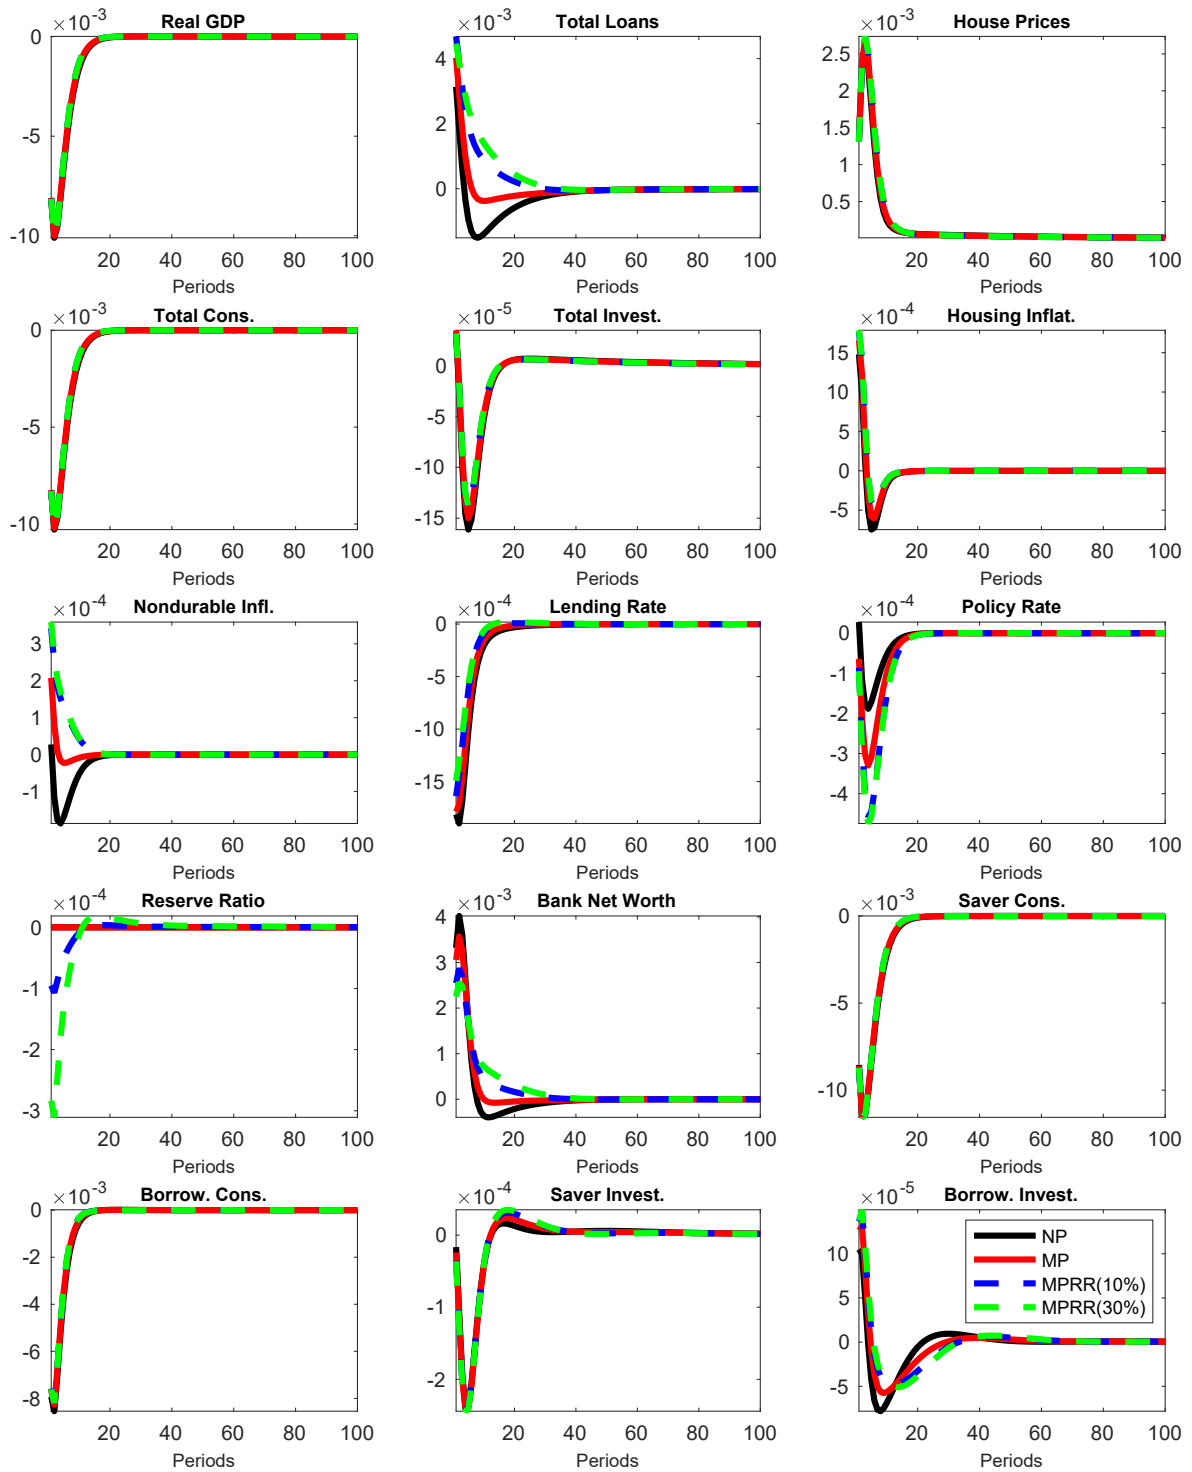 ×10⁻³ Real GDP
0
-5
-10
20 40 60 80 100
Periods
×10⁻³ Total Loans
4
2
0
20 40 60 80 100
Periods
×10⁻³ House Prices
2.5
2
1.5
1
0.5
20 40 60 80 100
Periods
×10⁻³ Total Cons.
0
-5
-10
20 40 60 80 100
Periods
×10⁻⁵ Total Invest.
0
-5
-10
-15
20 40 60 80 100
Periods
×10⁻⁴ Housing Inflat.
15
10
5
0
-5
20 40 60 80 100
Periods
×10⁻⁴ Nondurable Infl.
3
2
1
0
-1
20 40 60 80 100
Periods
×10⁻⁴ Lending Rate
0
-5
-10
-15
20 40 60 80 100
Periods
×10⁻⁴ Policy Rate
0
-1
-2
-3
-4
20 40 60 80 100
Periods
×10⁻⁴ Reserve Ratio
0
-1
-2
-3
20 40 60 80 100
Periods
×10⁻³ Bank Net Worth
4
3
2
1
0
20 40 60 80 100
Periods
×10⁻³ Saver Cons.
0
-5
-10
20 40 60 80 100
Periods
×10⁻³ Borrow. Cons.
0
-2
-4
-6
-8
20 40 60 80 100
Periods
×10⁻⁴ Saver Invest.
0
-1
-2
20 40 60 80 100
Periods
×10⁻⁵ Borrow. Invest.
10
5
0
-5
NP
MP
MPRR(10%)
MPRR(30%)
20 40 60 80 100
Periods